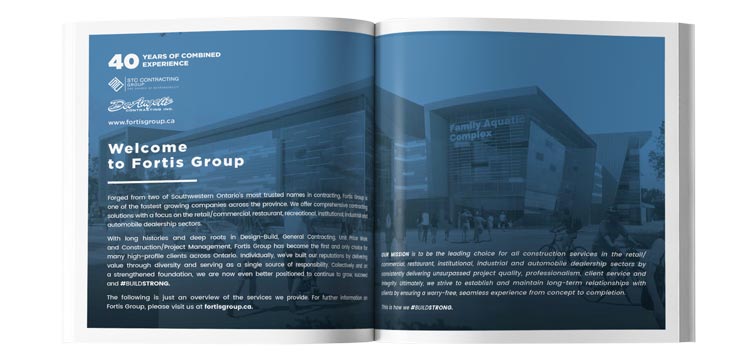 40 YEARS OF COMBINED
EXPERIENCE
STC CONTRACTING
GROUP
DeAngelis
CONTRACTING INC.
www.fortisgroup.ca
Welcome
to Fortis Group
Forged from two of Southwestern Ontario's most trusted names in contracting, Fortis Group is
one of the fastest growing companies across the province. We offer comprehensive contracting
solutions with a focus on the retail/commercial, restaurant, recreational, institutional, industrial and
automobile dealership sectors.
With long histories and deep roots in Design-Build, General Contracting, Unit Price Work
and Construction/Project Management, Fortis Group has become the first and only choice by
many high-profile clients across Ontario. Individually, we've built our reputations by delivering
value through diversity and serving as a single source of responsibility. Collectively and on
a strengthened foundation, we are now even better positioned to continue to grow, succeed
and #BUILDSTRONG.
The following is just an overview of the services we provide. For further information on
Fortis Group, please visit us at fortisgroup.ca.
Family Aquatic
Complex
OUR MISSION is to be the leading choice for all construction services in the retail/
commercial, restaurant, institutional, industrial and automobile dealership sectors by
consistently delivering unsurpassed project quality, professionalism, client service and
integrity. Ultimately, we strive to establish and maintain long-term relationships with
clients by ensuring a worry-free, seamless experience from concept to completion.
This is how we #BUILDSTRONG.